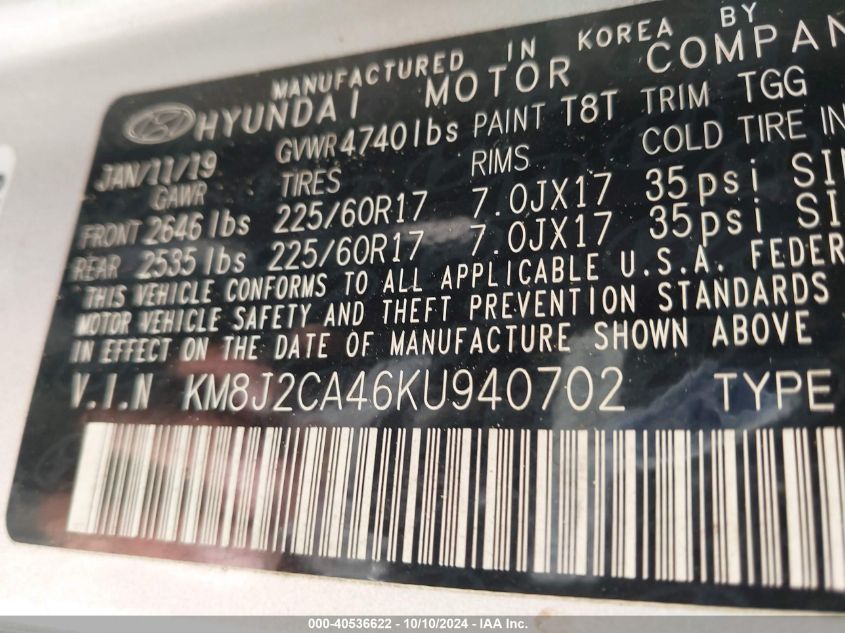 MANUFACTURED IN KOREA BY
HYUNDAI MOTOR COMPAN
JAN/11/19 GVWR 4740 lbs PAINT T8T TRIM TGG
GAWR TIRES RIMS COLD TIRE IN
FRONT 2646 lbs 225/60R17 7.0JX17 35psi SIN
REAR 2535 lbs 225/60R17 7.0JX17 35psi SI
THIS VEHICLE CONFORMS TO ALL APPLICABLE U.S.A. FEDER
MOTOR VEHICLE SAFETY AND THEFT PREVENTION STANDARDS
IN EFFECT ON THE DATE OF MANUFACTURE SHOWN ABOVE
V.I.N KM8J2CA46KU940702 TYPE
000-40536622 / 10/10/2024 - IAA Inc.